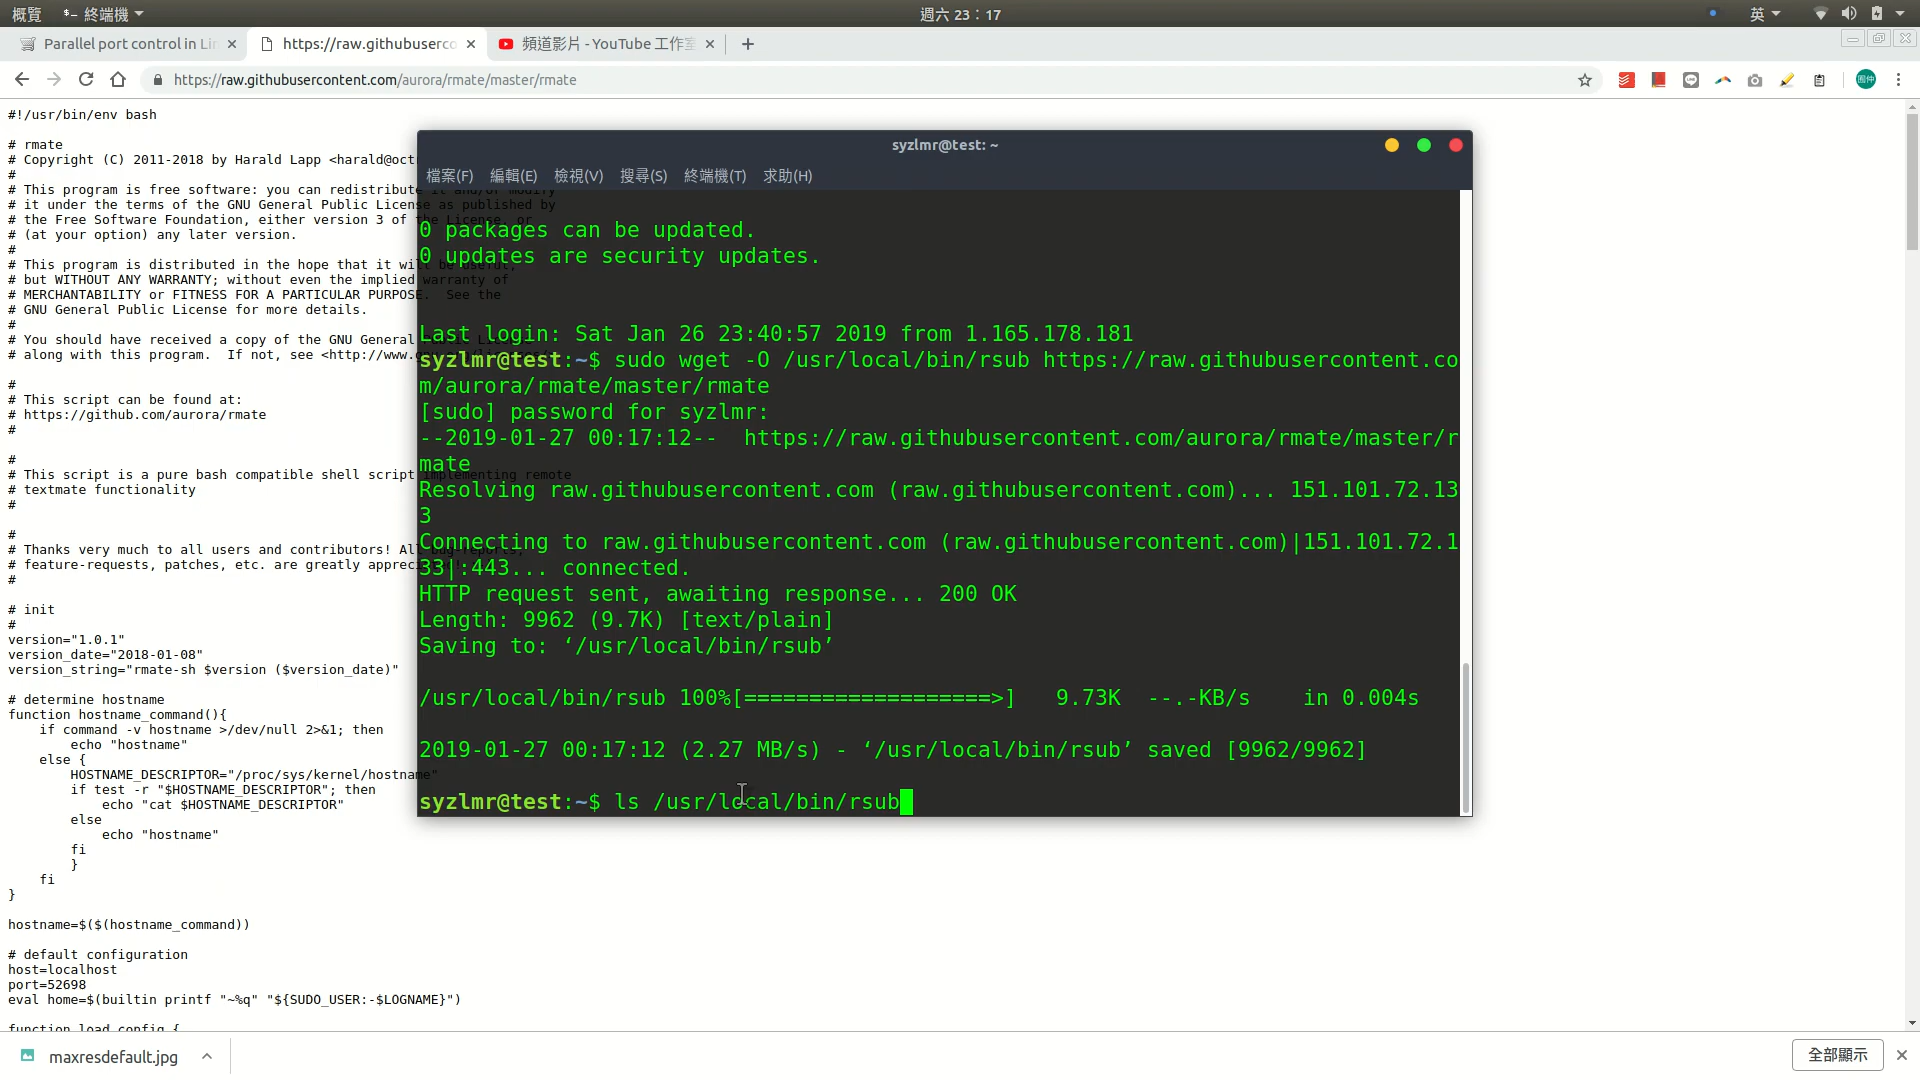 概覽 終端機 週六 23：17 英
Parallel port control in Lin https://raw.githubuserco 頻道影片 - YouTube 工作室
https://raw.githubusercontent.com/aurora/rmate/master/rmate
#!/usr/bin/env bash
# rmate
# Copyright (C) 2011-2018 by Harald Lapp <harald@oct
#
# This program is free software: you can redistribute it and/or modify
# it under the terms of the GNU General Public License as published by
# the Free Software Foundation, either version 3 of the License, or
# (at your option) any later version.
#
# This program is distributed in the hope that it will be useful,
# but WITHOUT ANY WARRANTY; without even the implied warranty of
# MERCHANTABILITY or FITNESS FOR A PARTICULAR PURPOSE.  See the
# GNU General Public License for more details.
#
# You should have received a copy of the GNU General
# along with this program.  If not, see <http://www.
#
# This script can be found at:
# https://github.com/aurora/rmate
#
#
# This script is a pure bash compatible shell script implementing remote
# textmate functionality
#
#
# Thanks very much to all users and contributors! All bug-reports,
# feature-requests, patches, etc. are greatly apprec
#
# init
#
version="1.0.1"
version_date="2018-01-08"
version_string="rmate-sh $version ($version_date)"
# determine hostname
function hostname_command(){
    if command -v hostname >/dev/null 2>&1; then
        echo "hostname"
    else {
        HOSTNAME_DESCRIPTOR="/proc/sys/kernel/hostname"
        if test -r "$HOSTNAME_DESCRIPTOR"; then
            echo "cat $HOSTNAME_DESCRIPTOR"
        else
            echo "hostname"
        fi
        }
    fi
}
hostname=$($(hostname_command))
# default configuration
host=localhost
port=52698
eval home=$(builtin printf "~%q" "${SUDO_USER:-$LOGNAME}")
function load_config {
syzlmr@test: ~
檔案(F) 編輯(E) 檢視(V) 搜尋(S) 終端機(T) 求助(H)
0 packages can be updated.
0 updates are security updates.
Last login: Sat Jan 26 23:40:57 2019 from 1.165.178.181
syzlmr@test:~$ sudo wget -O /usr/local/bin/rsub https://raw.githubusercontent.co
m/aurora/rmate/master/rmate
[sudo] password for syzlmr:
--2019-01-27 00:17:12--  https://raw.githubusercontent.com/aurora/rmate/master/r
mate
Resolving raw.githubusercontent.com (raw.githubusercontent.com)... 151.101.72.13
3
Connecting to raw.githubusercontent.com (raw.githubusercontent.com)|151.101.72.1
33|:443... connected.
HTTP request sent, awaiting response... 200 OK
Length: 9962 (9.7K) [text/plain]
Saving to: ‘/usr/local/bin/rsub’
/usr/local/bin/rsub 100%[===================>]   9.73K  --.-KB/s    in 0.004s
2019-01-27 00:17:12 (2.27 MB/s) - ‘/usr/local/bin/rsub’ saved [9962/9962]
syzlmr@test:~$ ls /usr/local/bin/rsub
maxresdefault.jpg 全部顯示